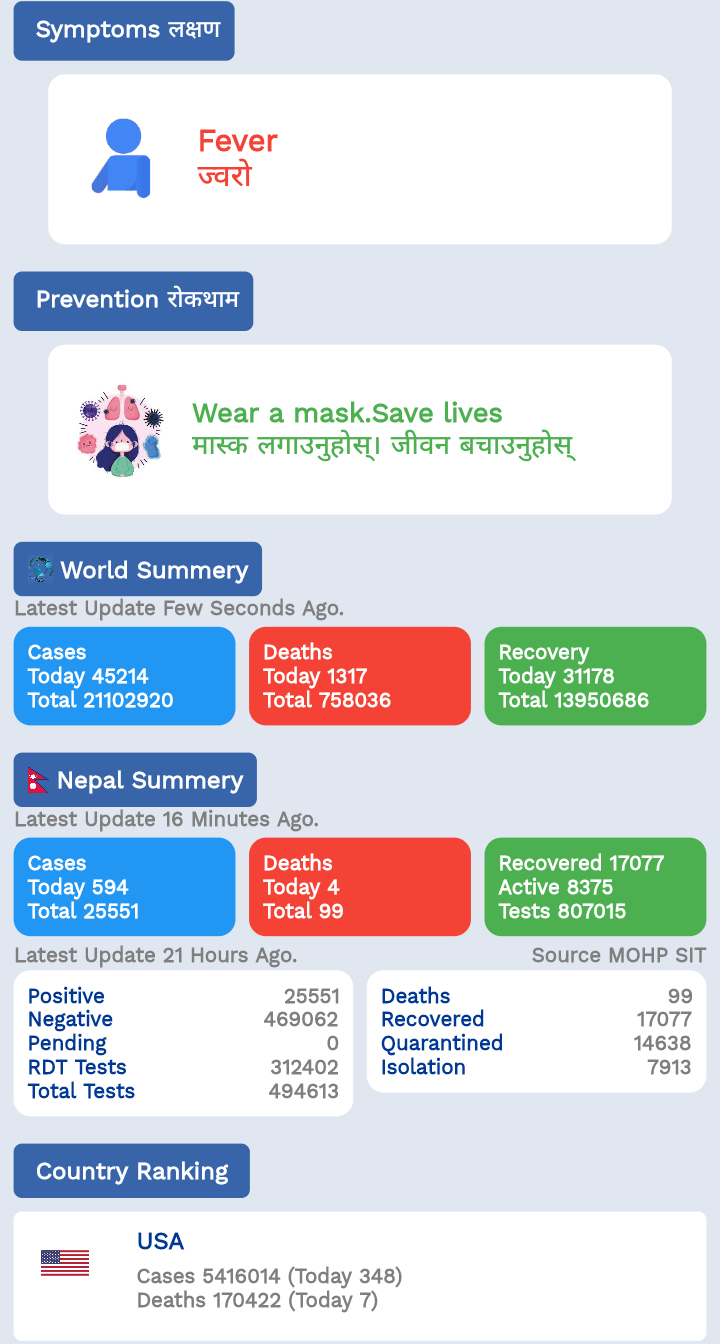 Symptoms लक्षण
Fever
ज्वरो
Prevention रोकथाम
Wear a mask.Save lives
मास्क लगाउनुहोस्। जीवन बचाउनुहोस्
World Summery
Latest Update Few Seconds Ago.
Cases
Today 45214
Total 21102920
Deaths
Today 1317
Total 758036
Recovery
Today 31178
Total 13950686
Nepal Summery
Latest Update 16 Minutes Ago.
Cases
Today 594
Total 25551
Deaths
Today 4
Total 99
Recovered 17077
Active 8375
Tests 807015
Latest Update 21 Hours Ago. Source MOHP SIT
Positive 25551
Negative 469062
Pending 0
RDT Tests 312402
Total Tests 494613
Deaths 99
Recovered 17077
Quarantined 14638
Isolation 7913
Country Ranking
USA
Cases 5416014 (Today 348)
Deaths 170422 (Today 7)